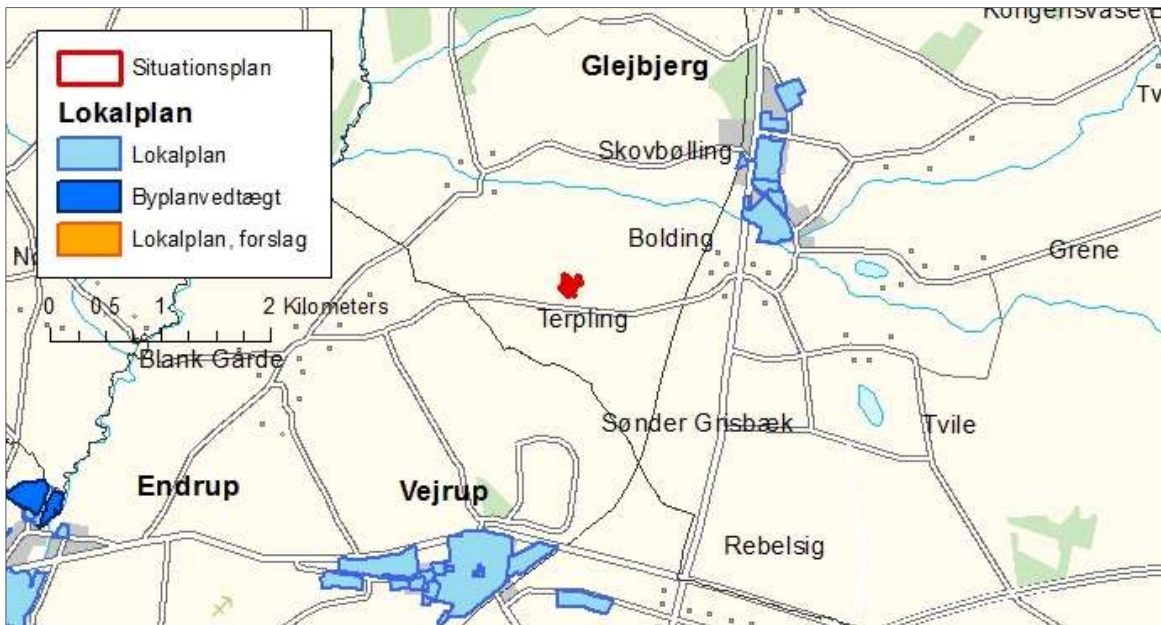 Situationsplan
Lokalplan
Lokalplan
Byplanvedtægt
Lokalplan, forslag
Glejbjerg
Skovbølling
Bolding
Grene
Terpling
0 0,5 1 2 Kilometers
Blank Gårde
Sønder Grisbæk
Tvile
Endrup
Vejrup
Rebelsig